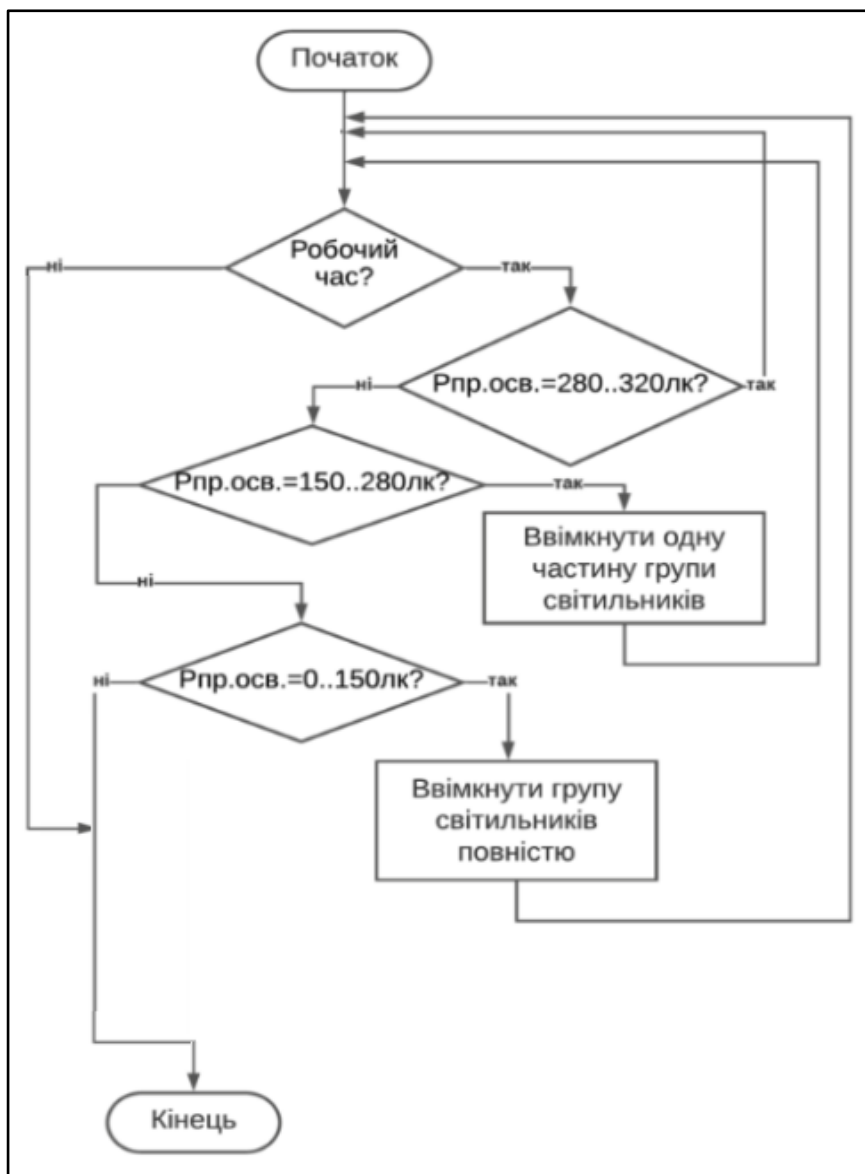 Початок
Робочий
час?
ні
так
Рпр.осв.=280..320лк?
ні
так
Рпр.осв.=150..280лк?
так
Ввімкнути одну
частину групи
світильників
ні
Рпр.осв.=0..150лк?
ні
так
Ввімкнути групу
світильників
повністю
Кінець